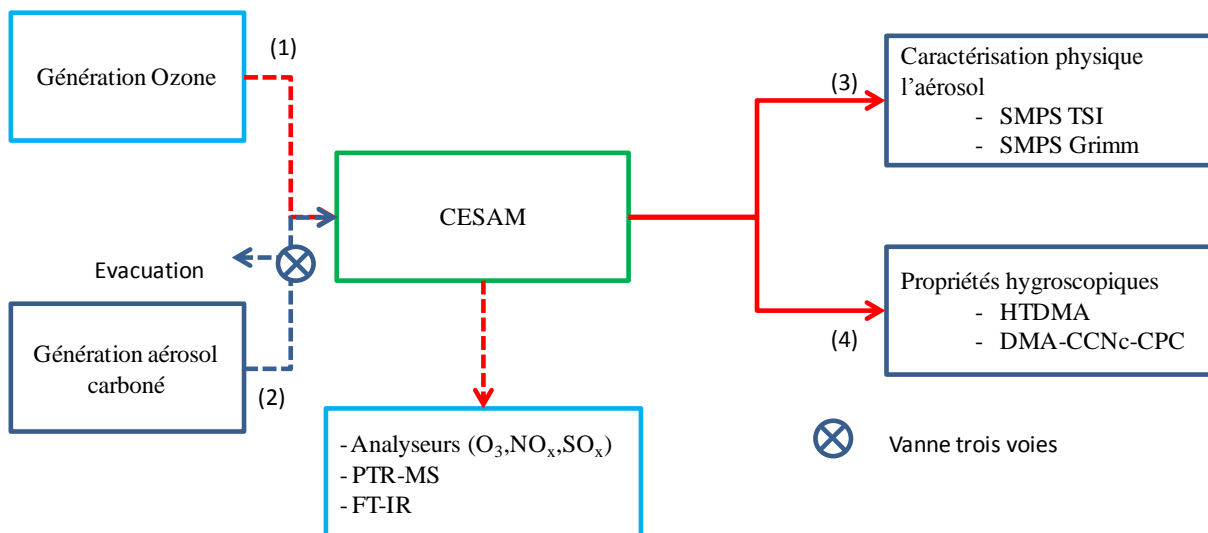 (1)
Génération Ozone
Evacuation
Génération aérosol
carboné
(2)
CESAM
-Analyseurs (O₃,NOₓ,SOₓ)
-PTR-MS
-FT-IR
(3)
Caractérisation physique
l’aérosol
- SMPS TSI
- SMPS Grimm
Propriétés hygroscopiques
- HTDMA
- DMA-CCNc-CPC
(4)
Vanne trois voies